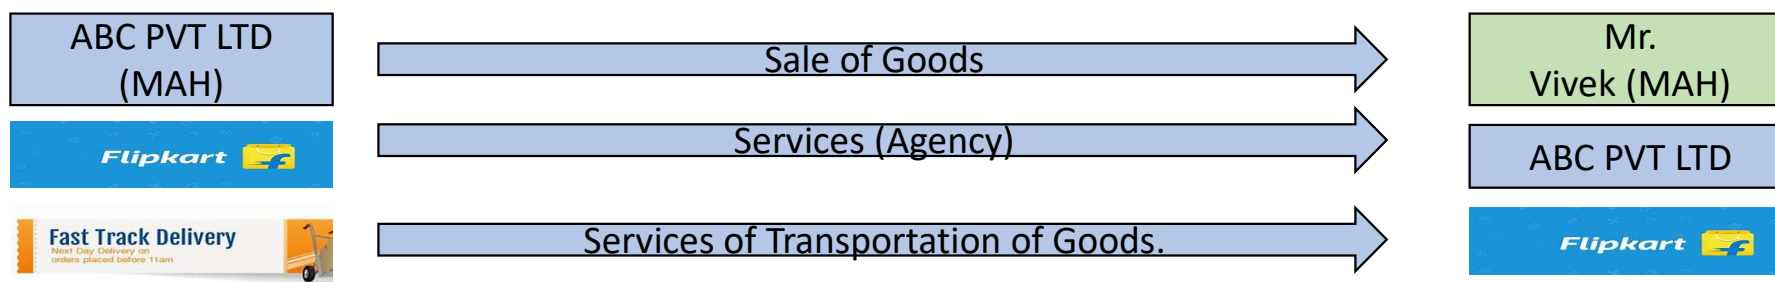 ABC PVT LTD
(MAH)
Sale of Goods
Mr.
Vivek (MAH)
Flipkart
Services (Agency)
ABC PVT LTD
Fast Track Delivery
Next Day Delivery on
orders placed before 11am
Services of Transportation of Goods.
Flipkart